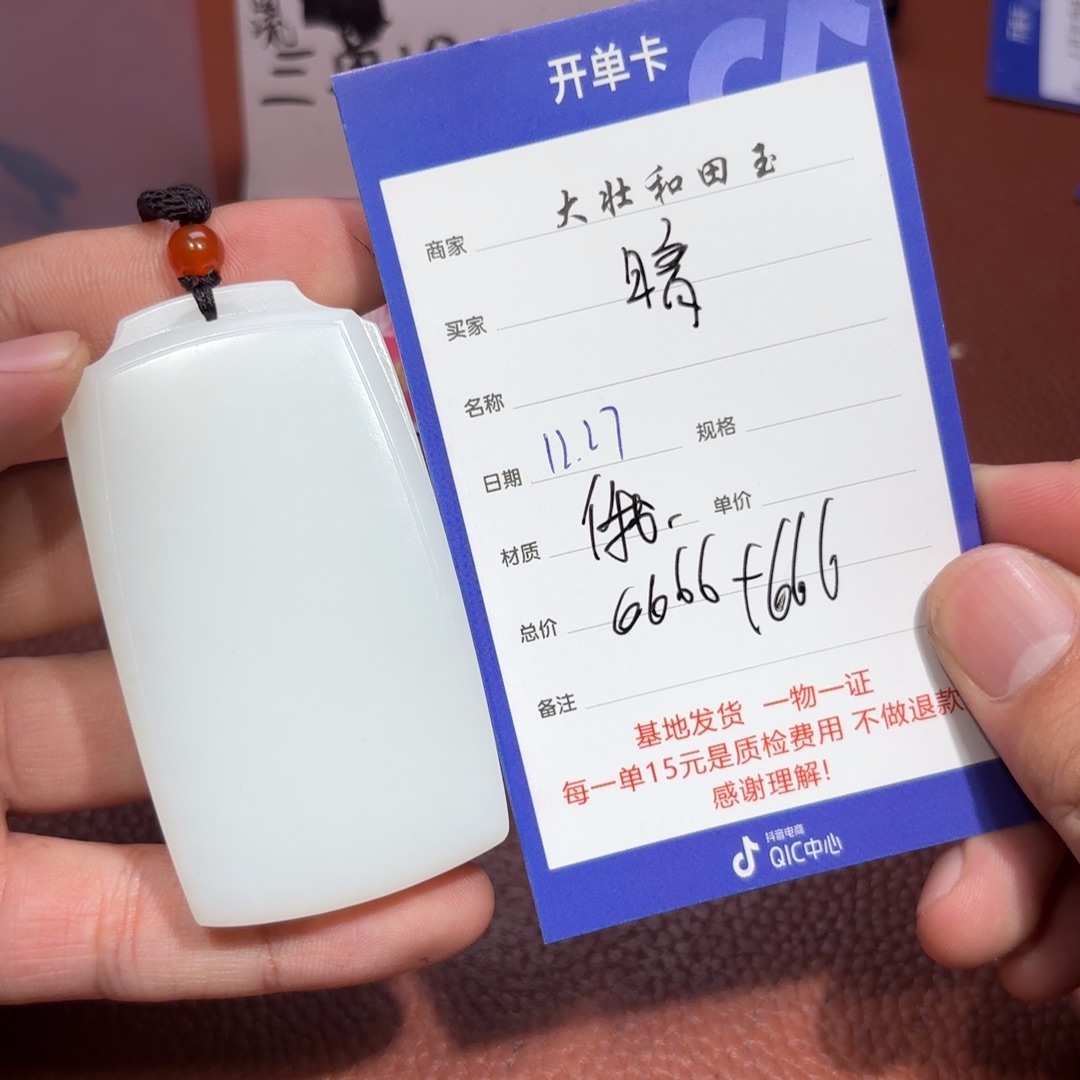 开单卡
商家 大壮和田玉
买家 晴
名称
日期 12.27 规格
材质 俄. 单价
总价 6666+666
备注
基地发货 一物一证
每一单15元是质检费用 不做退款
感谢理解!
抖音电商
QIC中心